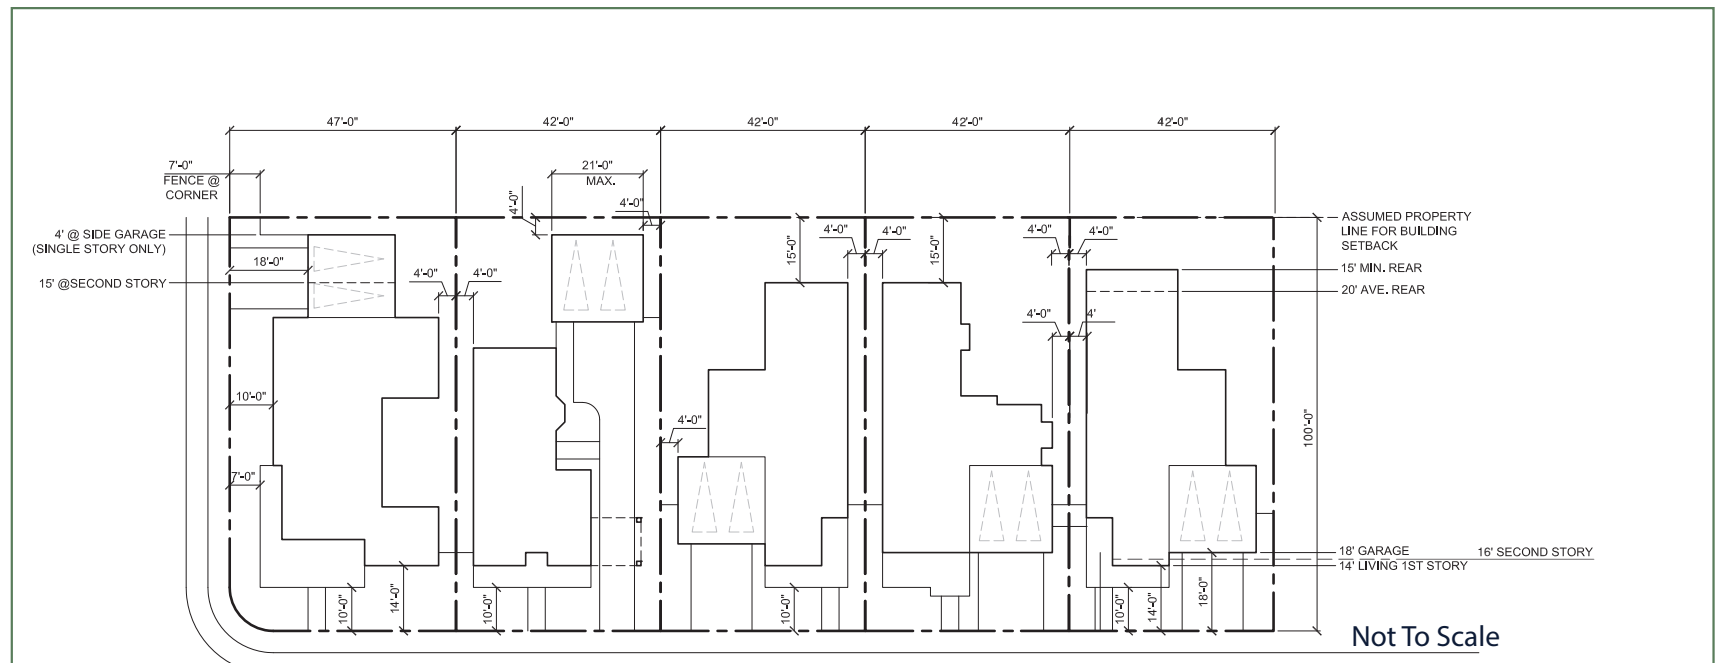 47'-0" 42'-0" 42'-0" 42'-0" 42'-0"
7'-0"
FENCE @
CORNER
21'-0"
MAX.
4'-0"
4'-0"
4' @ SIDE GARAGE
(SINGLE STORY ONLY)
18'-0"
15' @SECOND STORY
4'-0" 4'-0"
15'-0"
4'-0" 4'-0"
15'-0"
4'-0" 4'-0"
ASSUMED PROPERTY
LINE FOR BUILDING
SETBACK
15' MIN. REAR
20' AVE. REAR
4'-0" 4'
10'-0"
4'-0"
100'-0"
7'-0"
18' GARAGE 16' SECOND STORY
14' LIVING 1ST STORY
10'-0" 14'-0" 10'-0" 10'-0" 10'-0" 14'-0" 18'-0"
Not To Scale